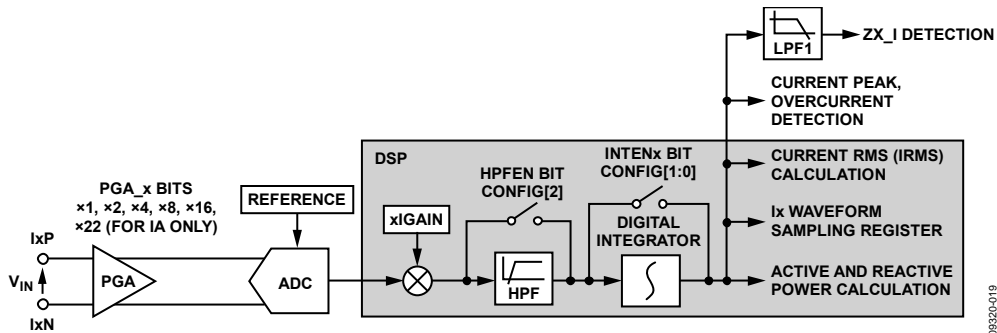 LPF1
ZX_I DETECTION
CURRENT PEAK,
OVERCURRENT
DETECTION
DSP
PGA_x BITS
×1, ×2, ×4, ×8, ×16,
×22 (FOR IA ONLY)
REFERENCE
HPFEN BIT
CONFIG[2]
INTENx BIT
CONFIG[1:0]
CURRENT RMS (IRMS)
CALCULATION
xIGAIN
DIGITAL
INTEGRATOR
Ix WAVEFORM
SAMPLING REGISTER
IxP
VIN
IxN
PGA
ADC
HPF
ACTIVE AND REACTIVE
POWER CALCULATION
09320-019